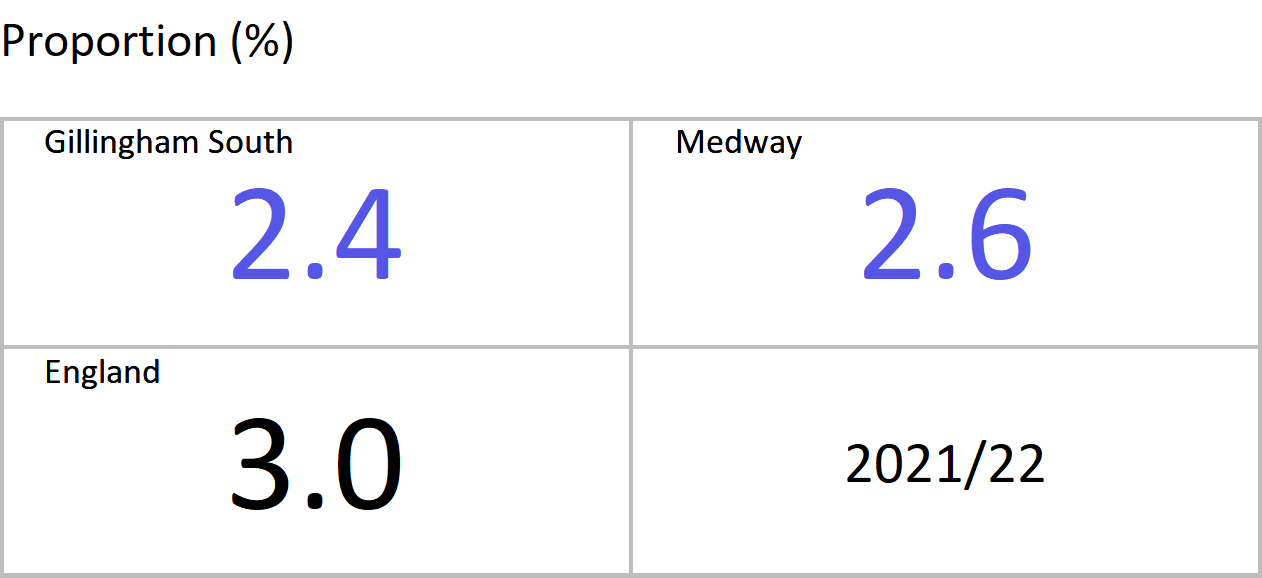 Proportion (%)
Gillingham South
2.4
Medway
2.6
England
3.0
2021/22